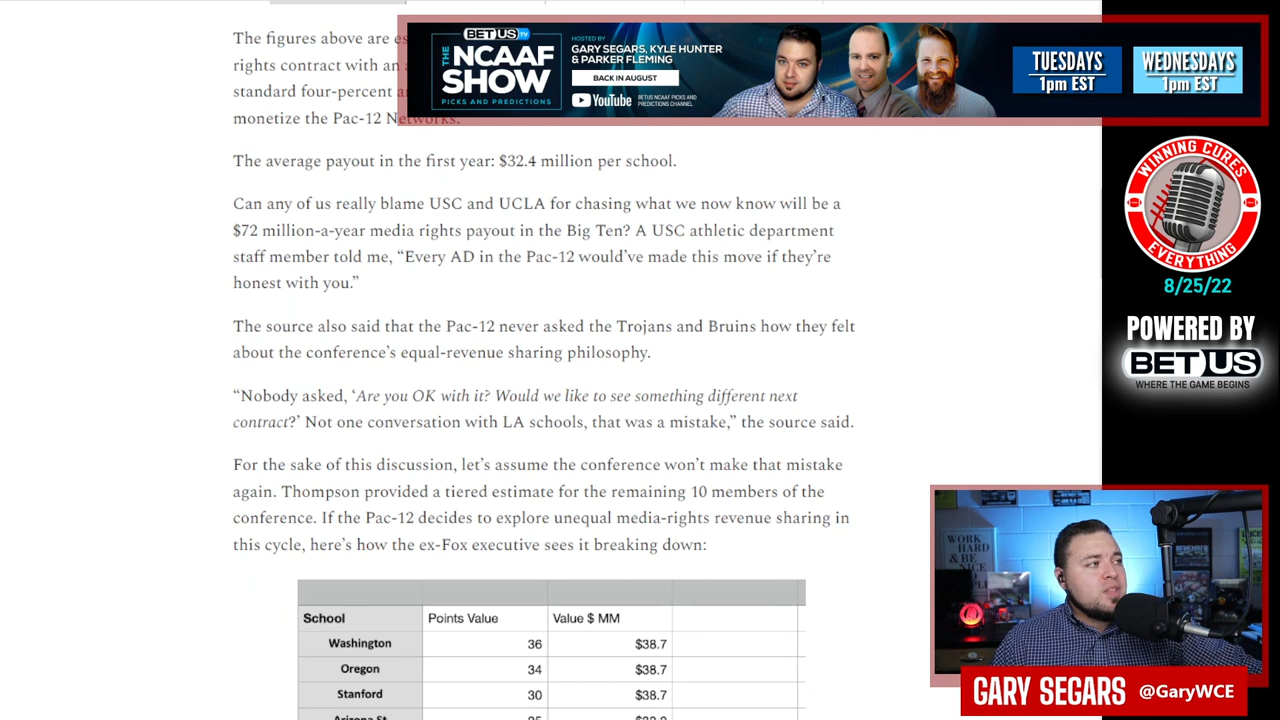 The figures above are es
rights contract with an a
standard four-percent a
monetize the Pac-12 Networks.
The average payout in the first year: $32.4 million per school.
Can any of us really blame USC and UCLA for chasing what we now know will be a
$72 million-a-year media rights payout in the Big Ten? A USC athletic department
staff member told me, “Every AD in the Pac-12 would’ve made this move if they’re
honest with you.”
The source also said that the Pac-12 never asked the Trojans and Bruins how they felt
about the conference’s equal-revenue sharing philosophy.
“Nobody asked, ‘Are you OK with it? Would we like to see something different next
contract?’ Not one conversation with LA schools, that was a mistake,” the source said.
For the sake of this discussion, let’s assume the conference won’t make that mistake
again. Thompson provided a tiered estimate for the remaining 10 members of the
conference. If the Pac-12 decides to explore unequal media-rights revenue sharing in
this cycle, here’s how the ex-Fox executive sees it breaking down:
School Points Value Value $ MM
Washington 36 $38.7
Oregon 34 $38.7
Stanford 30 $38.7
Arizona St
BETUS TV
THE NCAAF
SHOW
PICKS AND PREDICTIONS
HOSTED BY
GARY SEGARS, KYLE HUNTER
& PARKER FLEMING
BACK IN AUGUST
YouTube
BETUS NCAAF PICKS AND
PREDICTIONS CHANNEL
TUESDAYS
1pm EST
WEDNESDAYS
1pm EST
WINNING CURES
EVERYTHING
8/25/22
POWERED BY
BETUS
WHERE THE GAME BEGINS
WORK
HARD &
BE NICE
GARY SEGARS @GaryWCE